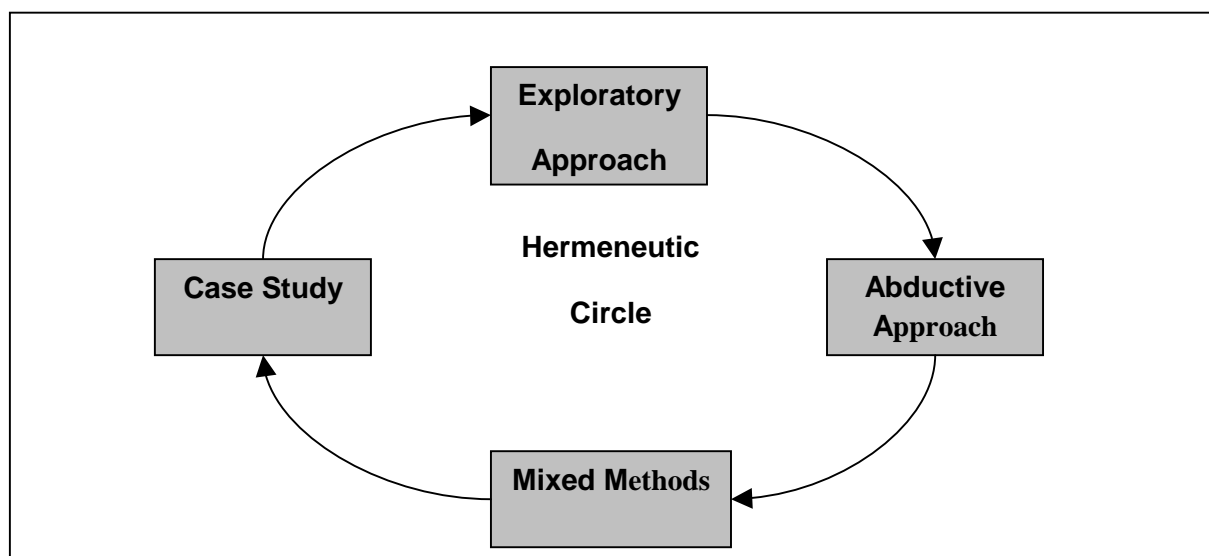 Exploratory
Approach
Hermeneutic
Circle
Case Study
Abductive
Approach
Mixed Methods